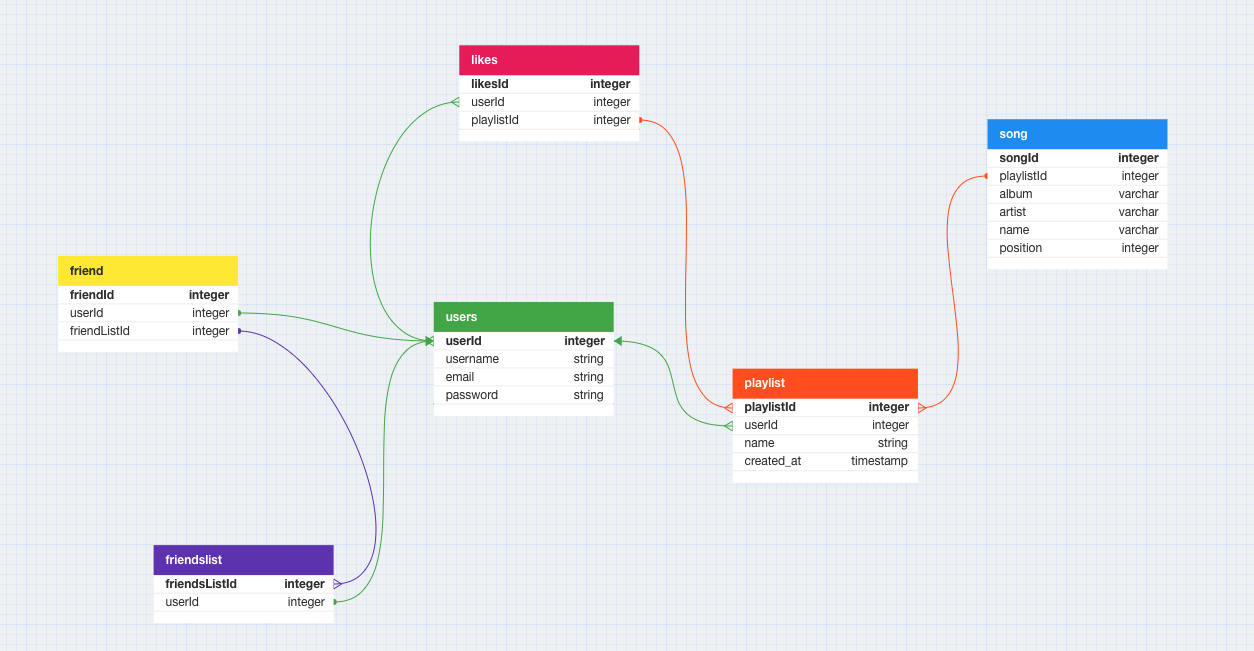 likes
likesId integer
userId integer
playlistId integer
song
songId integer
playlistId integer
album varchar
artist varchar
name varchar
position integer
friend
friendId integer
userId integer
friendListId integer
users
userId integer
username string
email string
password string
playlist
playlistId integer
userId integer
name string
created_at timestamp
friendslist
friendsListId integer
userId integer